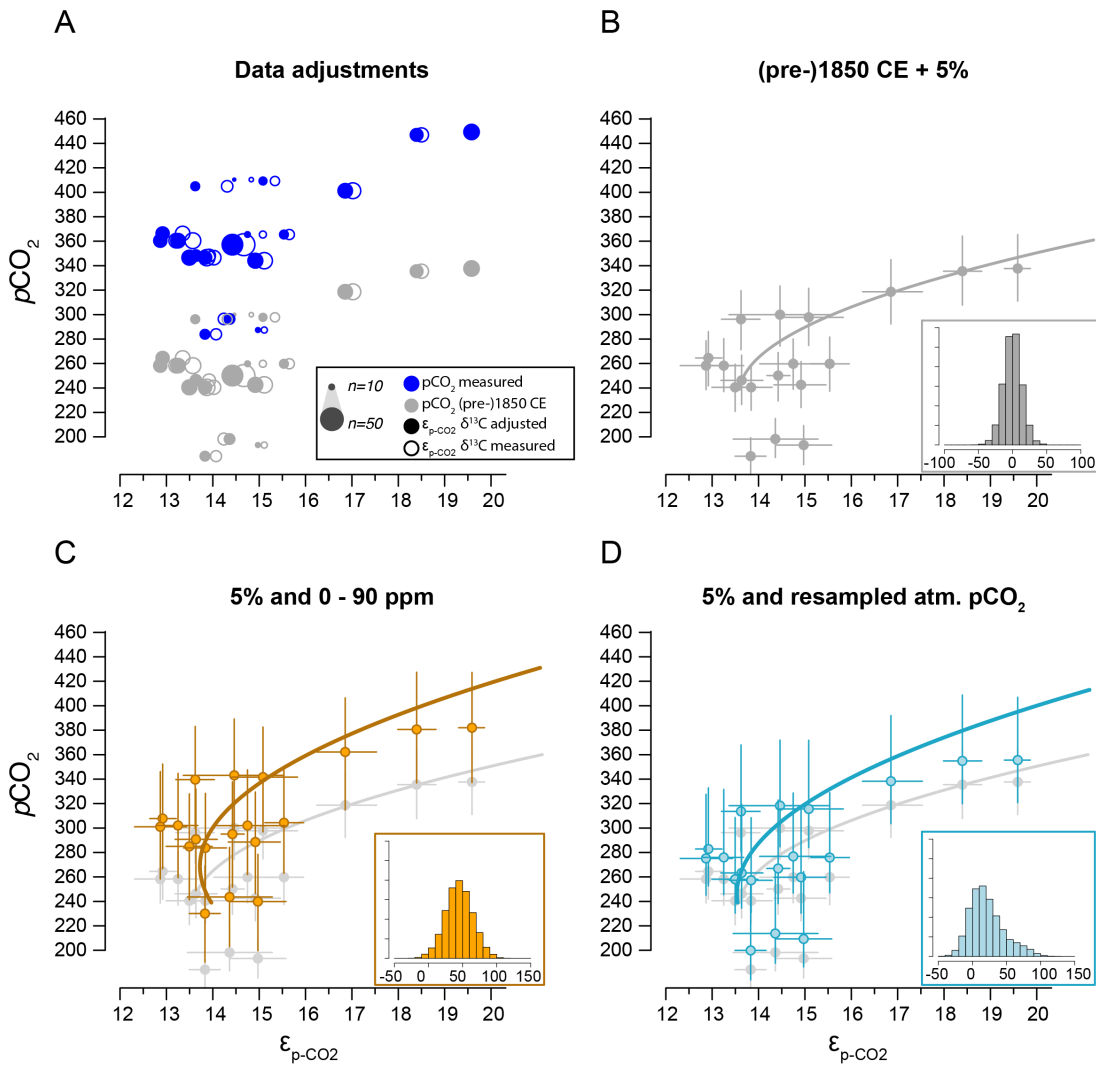 A
Data adjustments
460
440
420
400
380
360
340
320
300
280
260
240
220
200
pCO₂
12 13 14 15 16 17 18 19 20
n=10
n=50
pCO₂ measured
pCO₂ (pre-)1850 CE
εp-CO2 δ¹³C adjusted
εp-CO2 δ¹³C measured
B
(pre-)1850 CE + 5%
460
440
420
400
380
360
340
320
300
280
260
240
220
200
12 13 14 15 16 17 18 19 20
-100 -50 0 50 100
C
5% and 0 - 90 ppm
460
440
420
400
380
360
340
320
300
280
260
240
220
200
pCO₂
12 13 14 15 16 17 18 19 20
εp-CO2
-50 0 50 100 150
D
5% and resampled atm. pCO₂
460
440
420
400
380
360
340
320
300
280
260
240
220
200
12 13 14 15 16 17 18 19 20
εp-CO2
-50 0 50 100 150